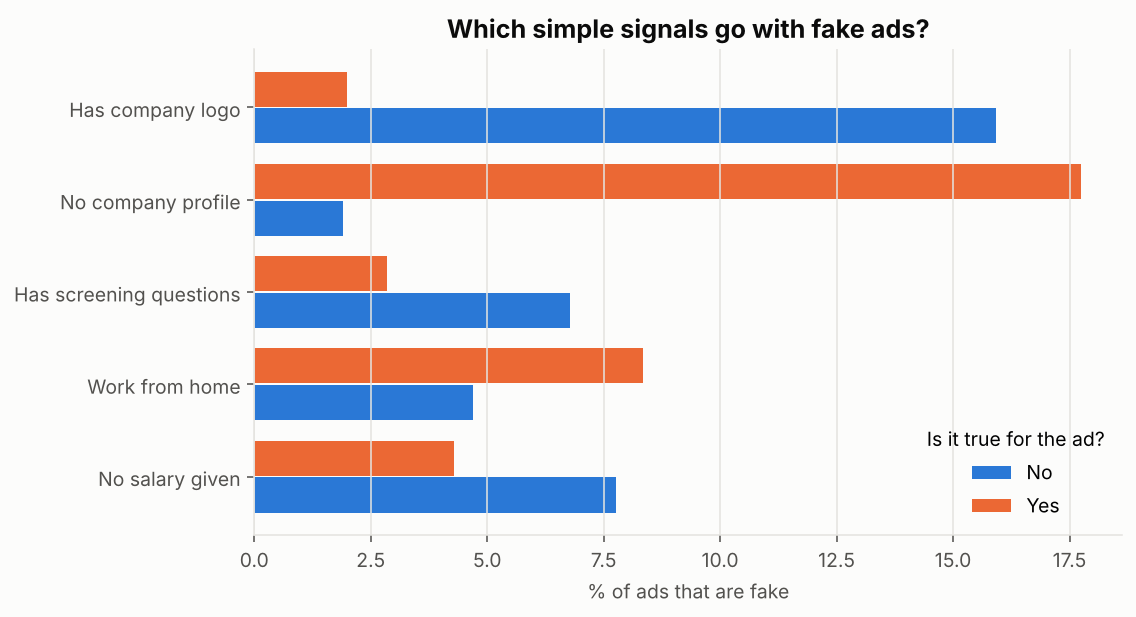 Which simple signals go with fake ads?
Has company logo
No company profile
Has screening questions
Work from home
No salary given
Is it true for the ad?
No
Yes
0.0 2.5 5.0 7.5 10.0 12.5 15.0 17.5
% of ads that are fake